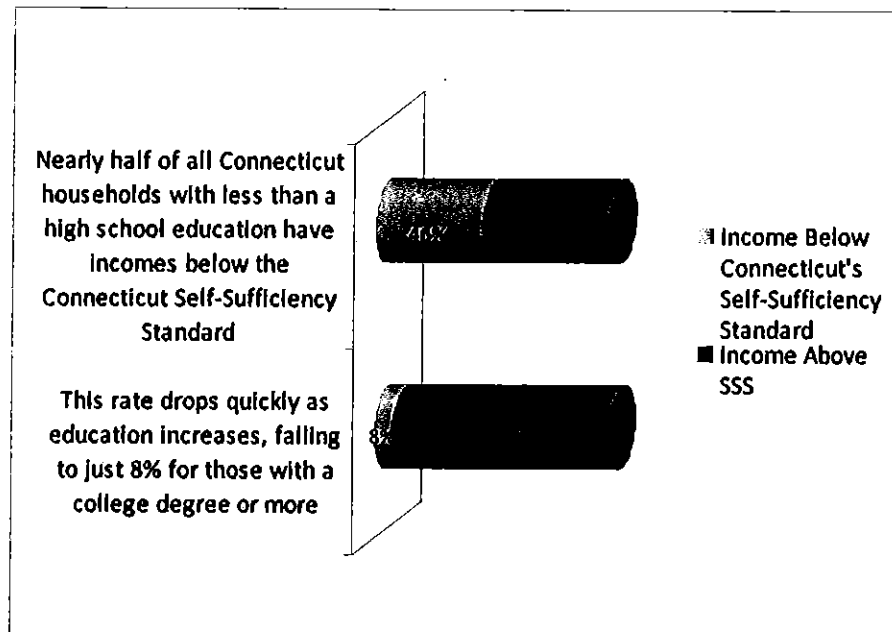 Nearly half of all Connecticut
households with less than a
high school education have
incomes below the
Connecticut Self-Sufficiency
Standard
This rate drops quickly as
education increases, falling
to just 8% for those with a
college degree or more
8%
Income Below
Connecticut's
Self-Sufficiency
Standard
Income Above
SSS